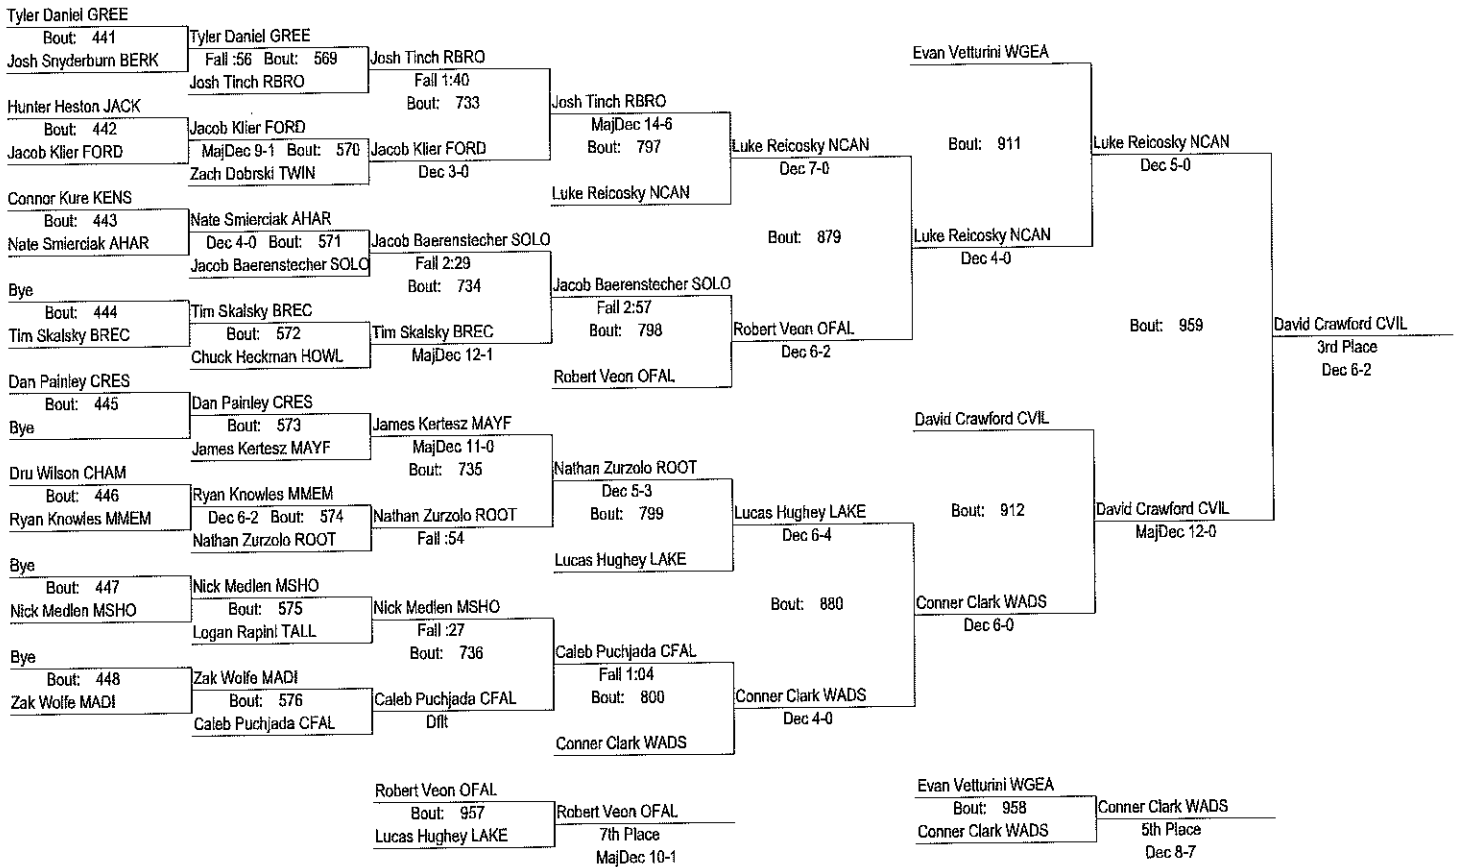 Tyler Daniel GREE
Bout: 441
Josh Snyderburn BERK
Hunter Heston JACK
Bout: 442
Jacob Klier FORD
Connor Kure KENS
Bout: 443
Nate Smierciak AHAR
Bye
Bout: 444
Tim Skalsky BREC
Dan Painley CRES
Bout: 445
Bye
Dru Wilson CHAM
Bout: 446
Ryan Knowles MMEM
Bye
Bout: 447
Nick Medlen MSHO
Bye
Bout: 448
Zak Wolfe MADI
Tyler Daniel GREE
Fall :56 Bout: 569
Josh Tinch RBRO
Jacob Klier FORD
MajDec 9-1 Bout: 570
Zach Dobrski TWIN
Nate Smierciak AHAR
Dec 4-0 Bout: 571
Jacob Baerenstecher SOLO
Tim Skalsky BREC
Bout: 572
Chuck Heckman HOWL
Dan Painley CRES
Bout: 573
James Kertesz MAYF
Ryan Knowles MMEM
Dec 6-2 Bout: 574
Nathan Zurzolo ROOT
Nick Medlen MSHO
Bout: 575
Logan Rapini TALL
Zak Wolfe MADI
Bout: 576
Caleb Puchjada CFAL
Josh Tinch RBRO
Fall 1:40
Bout: 733
Jacob Klier FORD
Dec 3-0
Jacob Baerenstecher SOLO
Fall 2:29
Bout: 734
Tim Skalsky BREC
MajDec 12-1
James Kertesz MAYF
MajDec 11-0
Bout: 735
Nathan Zurzolo ROOT
Fall :54
Nick Medlen MSHO
Fall :27
Bout: 736
Caleb Puchjada CFAL
Dflt
Josh Tinch RBRO
MajDec 14-6
Bout: 797
Luke Reicosky NCAN
Jacob Baerenstecher SOLO
Fall 2:57
Bout: 798
Robert Veon OFAL
Nathan Zurzolo ROOT
Dec 5-3
Bout: 799
Lucas Hughey LAKE
Caleb Puchjada CFAL
Fall 1:04
Bout: 800
Conner Clark WADS
Luke Reicosky NCAN
Dec 7-0
Bout: 879
Robert Veon OFAL
Dec 6-2
Lucas Hughey LAKE
Dec 6-4
Bout: 880
Conner Clark WADS
Dec 4-0
Evan Vetturini WGEA
Bout: 911
Luke Reicosky NCAN
Dec 4-0
David Crawford CVIL
Bout: 912
Conner Clark WADS
Dec 6-0
Luke Reicosky NCAN
Dec 5-0
Bout: 959
David Crawford CVIL
MajDec 12-0
David Crawford CVIL
3rd Place
Dec 6-2
Robert Veon OFAL
Bout: 957
Lucas Hughey LAKE
Robert Veon OFAL
7th Place
MajDec 10-1
Evan Vetturini WGEA
Bout: 958
Conner Clark WADS
Conner Clark WADS
5th Place
Dec 8-7